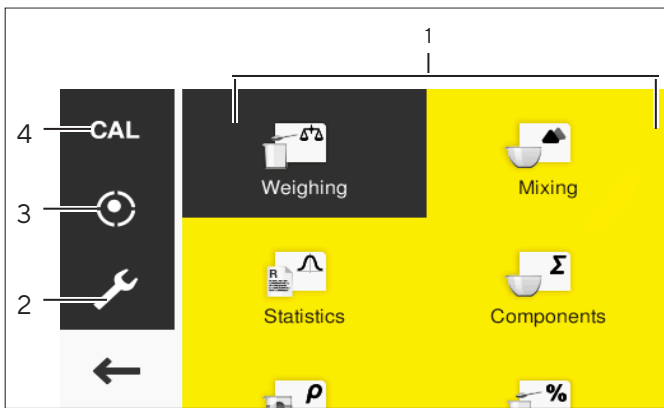 1
4 CAL
Weighing Mixing
3
R Σ
2
Statistics Components
ρ %